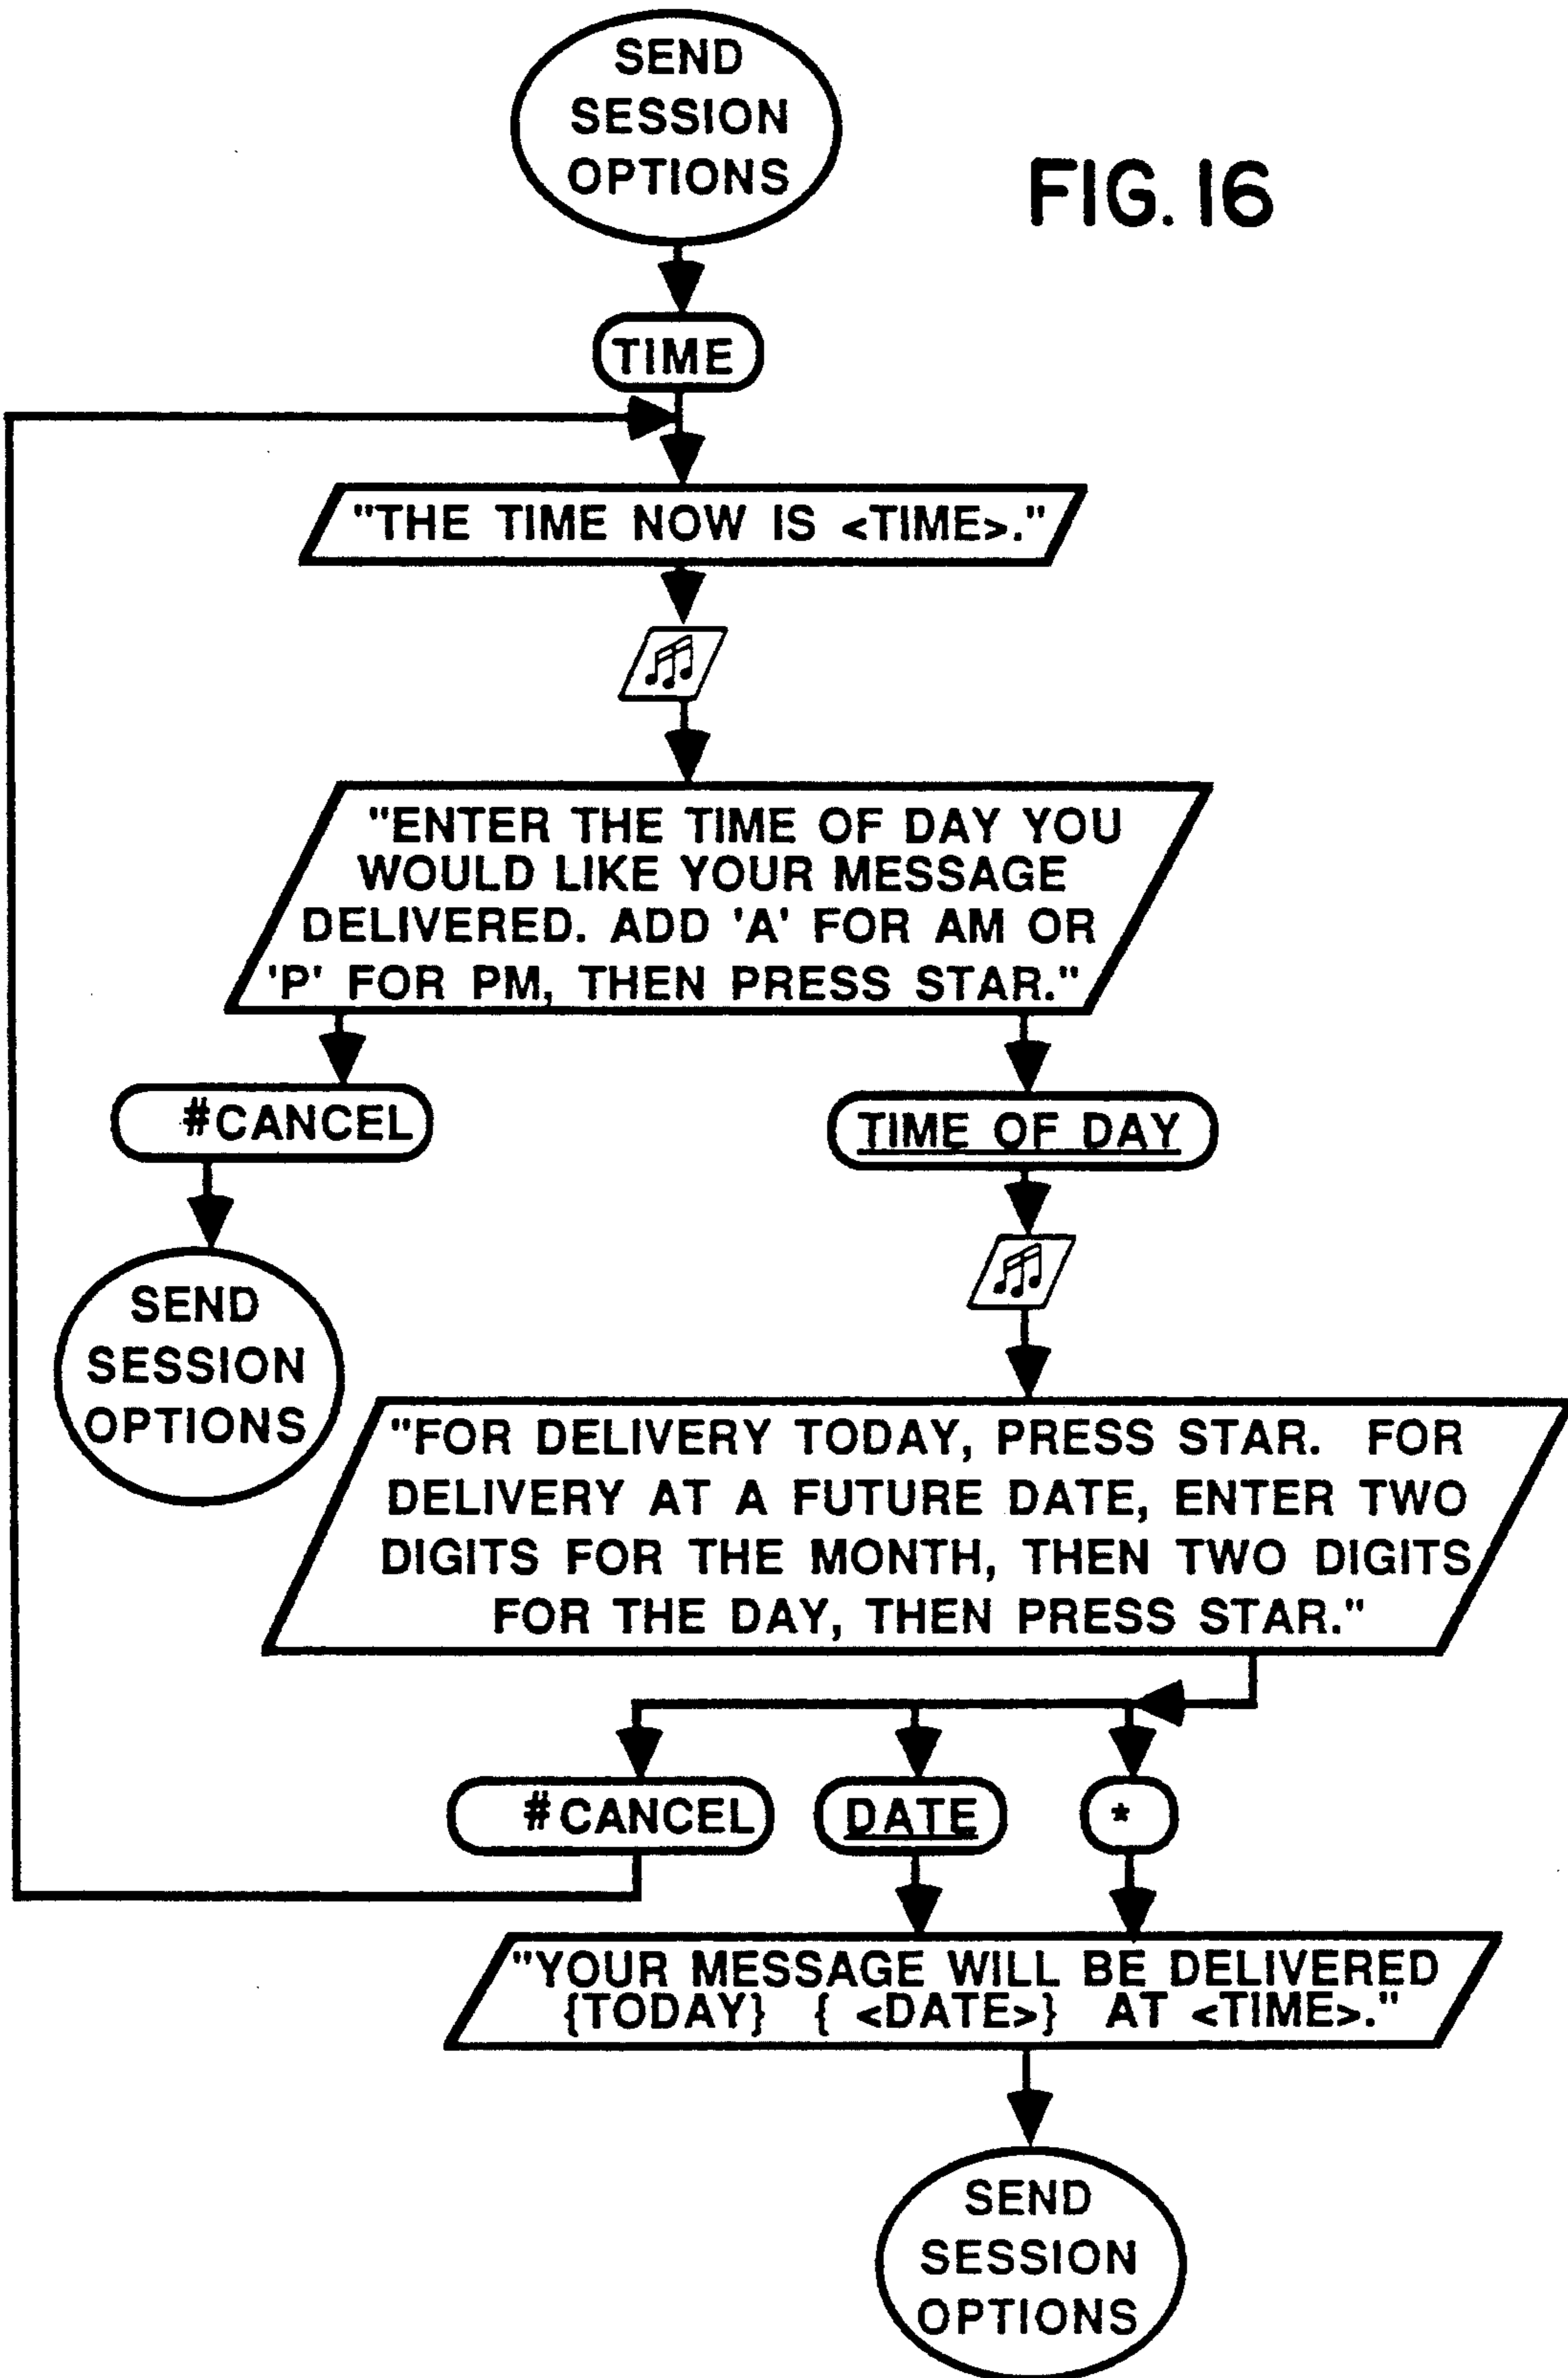 SEND
SESSION
OPTIONS
FIG. 16
TIME
"THE TIME NOW IS <TIME>."
"ENTER THE TIME OF DAY YOU
WOULD LIKE YOUR MESSAGE
DELIVERED. ADD 'A' FOR AM OR
'P' FOR PM, THEN PRESS STAR."
#CANCEL
TIME OF DAY
SEND
SESSION
OPTIONS
"FOR DELIVERY TODAY, PRESS STAR. FOR
DELIVERY AT A FUTURE DATE, ENTER TWO
DIGITS FOR THE MONTH, THEN TWO DIGITS
FOR THE DAY, THEN PRESS STAR."
#CANCEL
DATE
*
"YOUR MESSAGE WILL BE DELIVERED
{TODAY} { <DATE>} AT <TIME>."
SEND
SESSION
OPTIONS